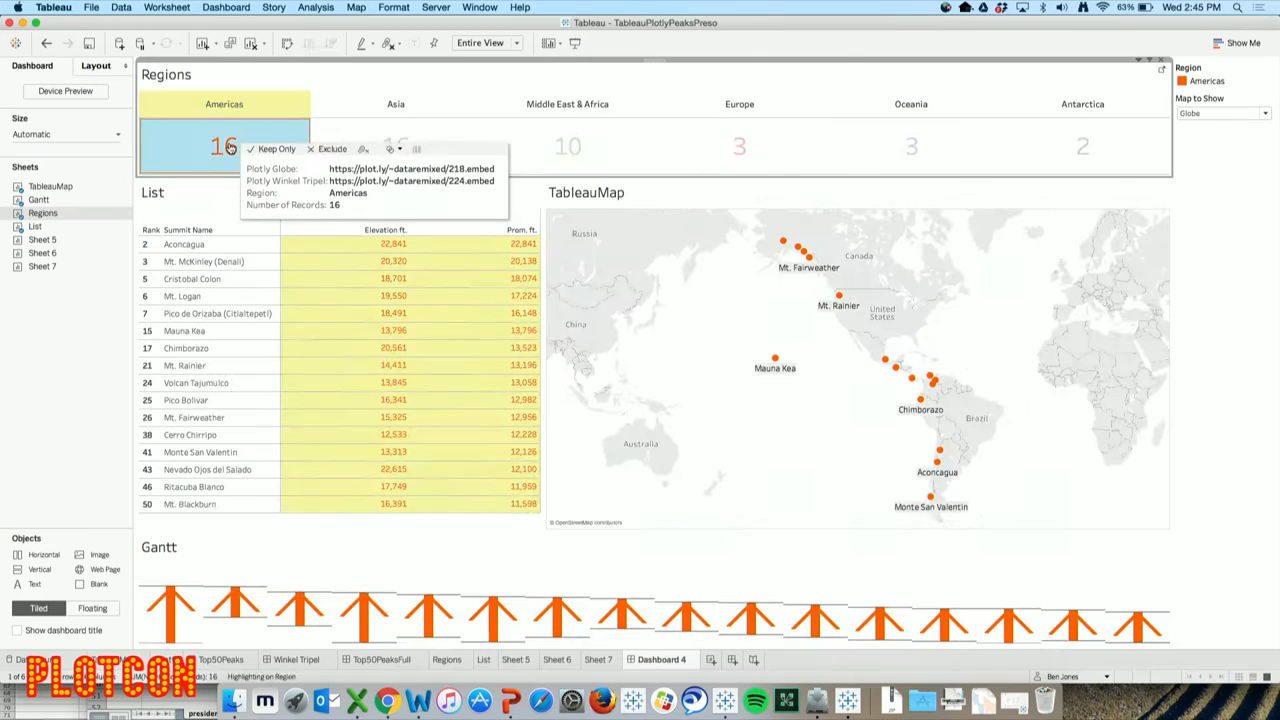 Tableau File Data Worksheet Dashboard Story Analysis Map Format Server Window Help 63% Wed 2:45 PM
Tableau - TableauPlotlyPeaksPreso
Entire View Show Me
Dashboard Layout
Device Preview
Size
Automatic
Sheets
TableauMap
Gantt
Regions
List
Sheet 5
Sheet 6
Sheet 7
Objects
Horizontal Image
Vertical Web Page
Text Blank
Tiled Floating
Show dashboard title
Regions
Americas Asia Middle East & Africa Europe Oceania Antarctica
16 16 10 3 3 2
Keep Only Exclude
Plotly Globe: https://plot.ly/~dataremixed/218.embed
Plotly Winkel Tripel: https://plot.ly/~dataremixed/224.embed
Region: Americas
Number of Records: 16
List
Rank Summit Name Elevation ft. Prom. ft.
2 Aconcagua 22,841 22,841
3 Mt. McKinley (Denali) 20,320 20,138
5 Cristobal Colon 18,701 18,074
6 Mt. Logan 19,550 17,224
7 Pico de Orizaba (Citlaltepetl) 18,491 16,148
15 Mauna Kea 13,796 13,796
17 Chimborazo 20,561 13,523
21 Mt. Rainier 14,411 13,196
24 Volcan Tajumulco 13,845 13,058
25 Pico Bolivar 16,341 12,982
26 Mt. Fairweather 15,325 12,956
38 Cerro Chirripo 12,533 12,228
41 Monte San Valentin 13,313 12,126
43 Nevado Ojos del Salado 22,615 12,100
46 Ritacuba Blanco 17,749 11,959
50 Mt. Blackburn 16,391 11,598
TableauMap
Russia
Canada
Mt. Fairweather
Mt. Rainier
United States
China
Mauna Kea
Chimborazo
Brazil
Australia
Aconcagua
Monte San Valentin
© OpenStreetMap contributors
Gantt
Region
Americas
Map to Show
Globe
Top50Peaks Winkel Tripel Top50PeaksFull Regions List Sheet 5 Sheet 6 Sheet 7 Dashboard 4
1 of 6 16 Highlighting on Region Ben Jones
PLOTCON